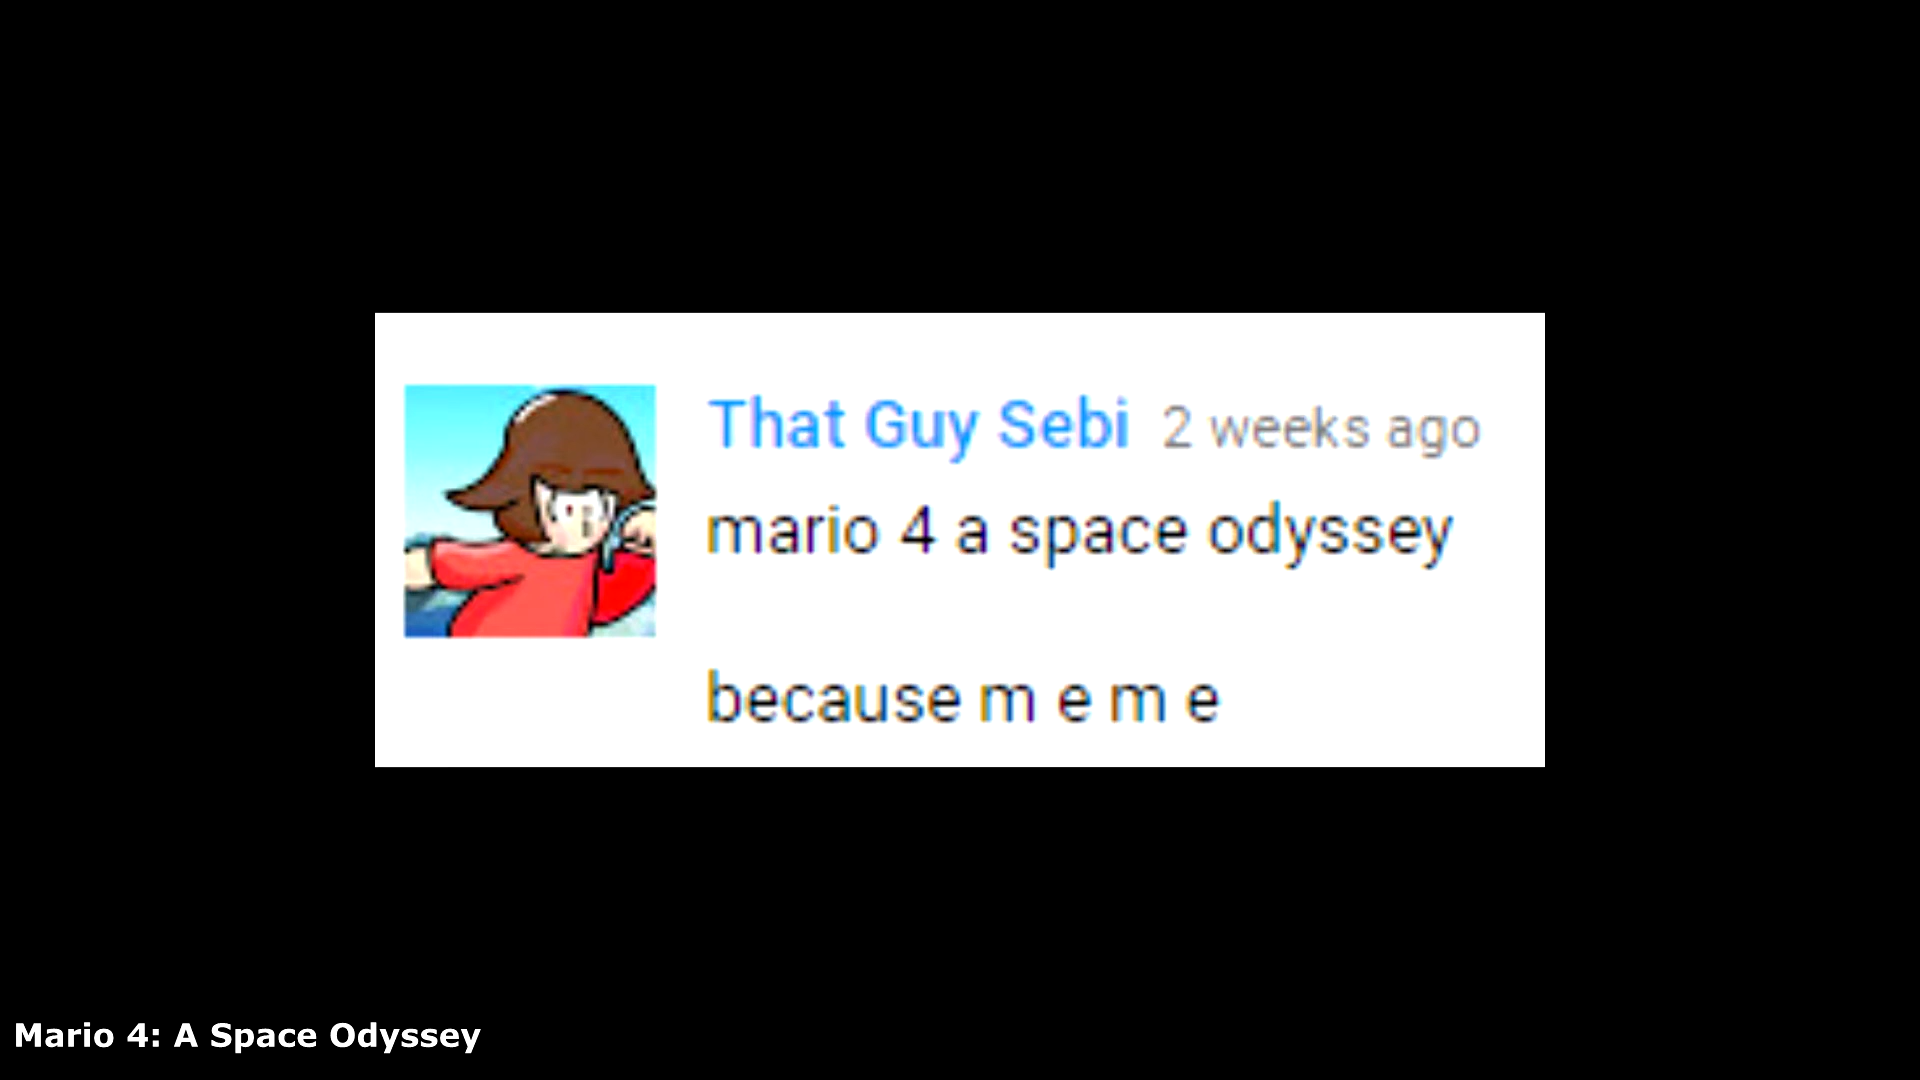 That Guy Sebi 2 weeks ago
mario 4 a space odyssey
because m e m e
Mario 4: A Space Odyssey